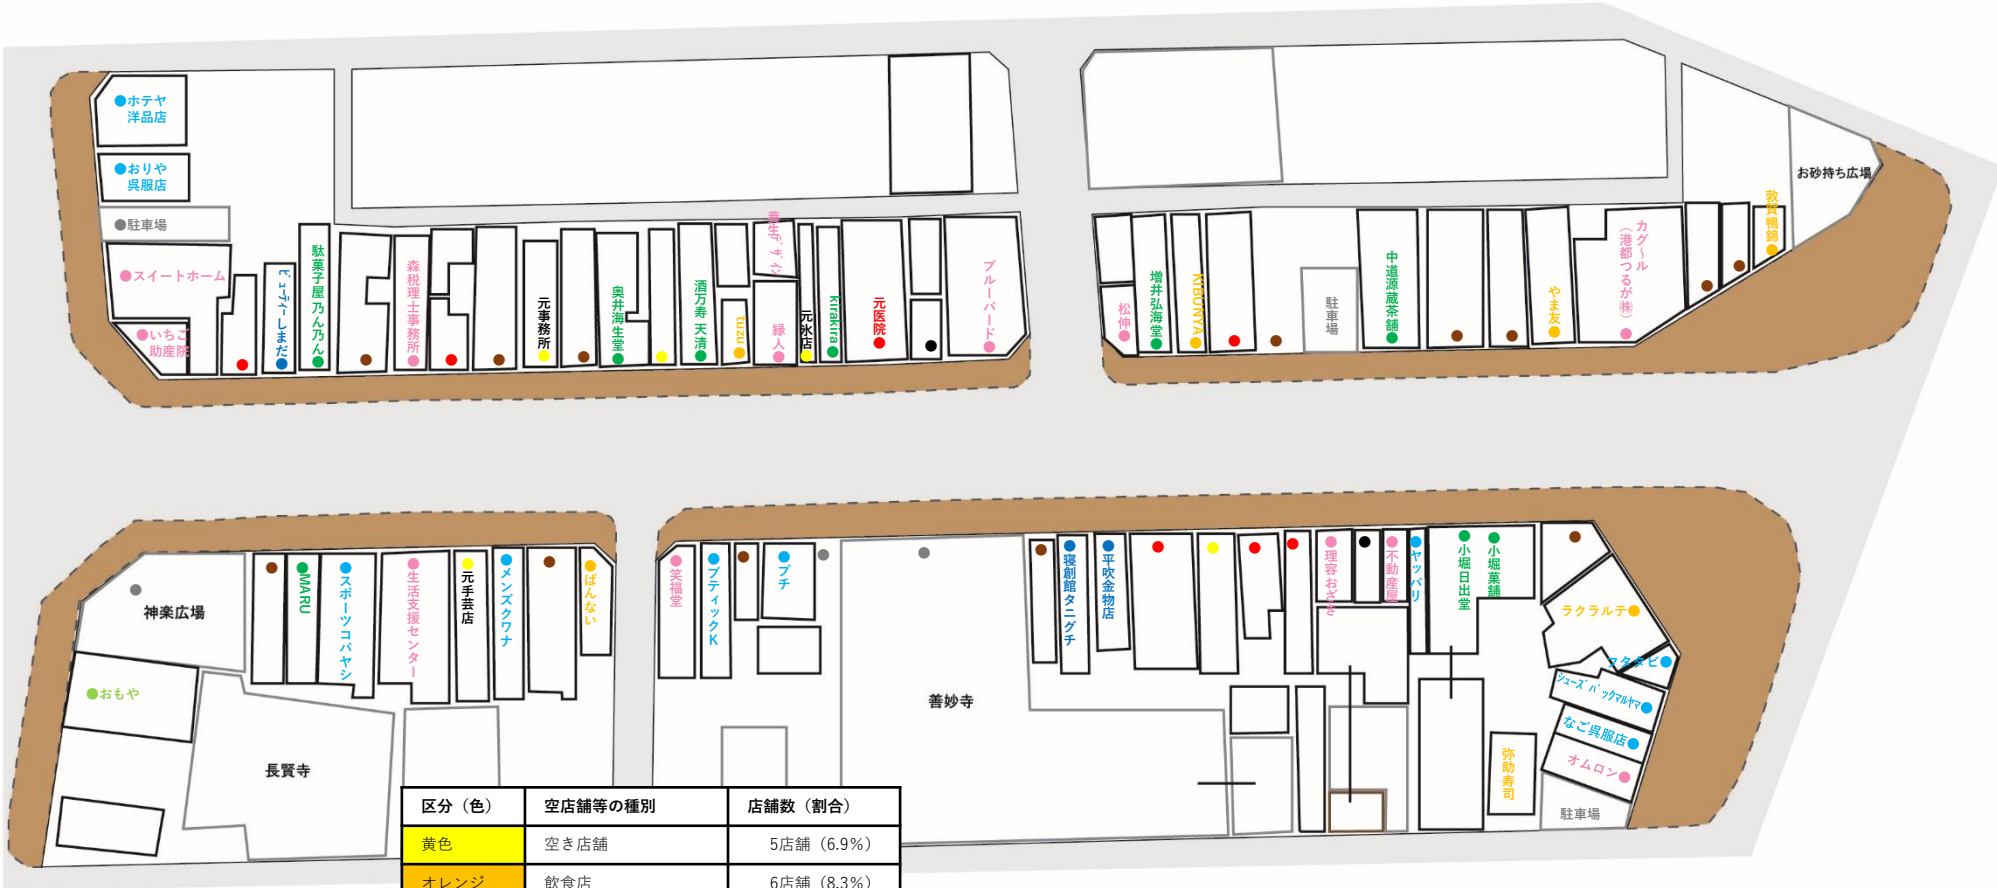 ホテヤ
洋品店
おりや
呉服店
駐車場
スイートホーム
いちご
助産院
ビューティーしまだ
駄菓子屋 乃ん乃ん
森税理士事務所
元事務所
奥井海生堂
酒万寿 天清
tuzu
善生デザイン
縁人
元氷店
kirakira
元医院
ブルーバード
松伸
増井弘海堂
KIBUNYA
駐車場
中道源蔵茶舗
やま友
カグ～ル
（港都つるが㈱）
敦賀鴨錦
お砂持ち広場
神楽広場
MARU
スポーツコバヤシ
生活支援センター
元手芸店
メンズクワナ
ばんない
笑福堂
ブティックK
プチ
善妙寺
寝創館タニグチ
平吹金物店
理容おざき
不動産屋
ヤッパリ
小堀日出堂
小堀菓舗
ラクラルテ
ワタナビ
シューズバックマルヤマ
なご呉服店
オムロン
弥助寿司
駐車場
おもや
長賢寺
区分（色） 空店舗等の種別 店舗数（割合）
黄色 空き店舗 5店舗（6.9%）
オレンジ 飲食店 6店舗（8.3%）